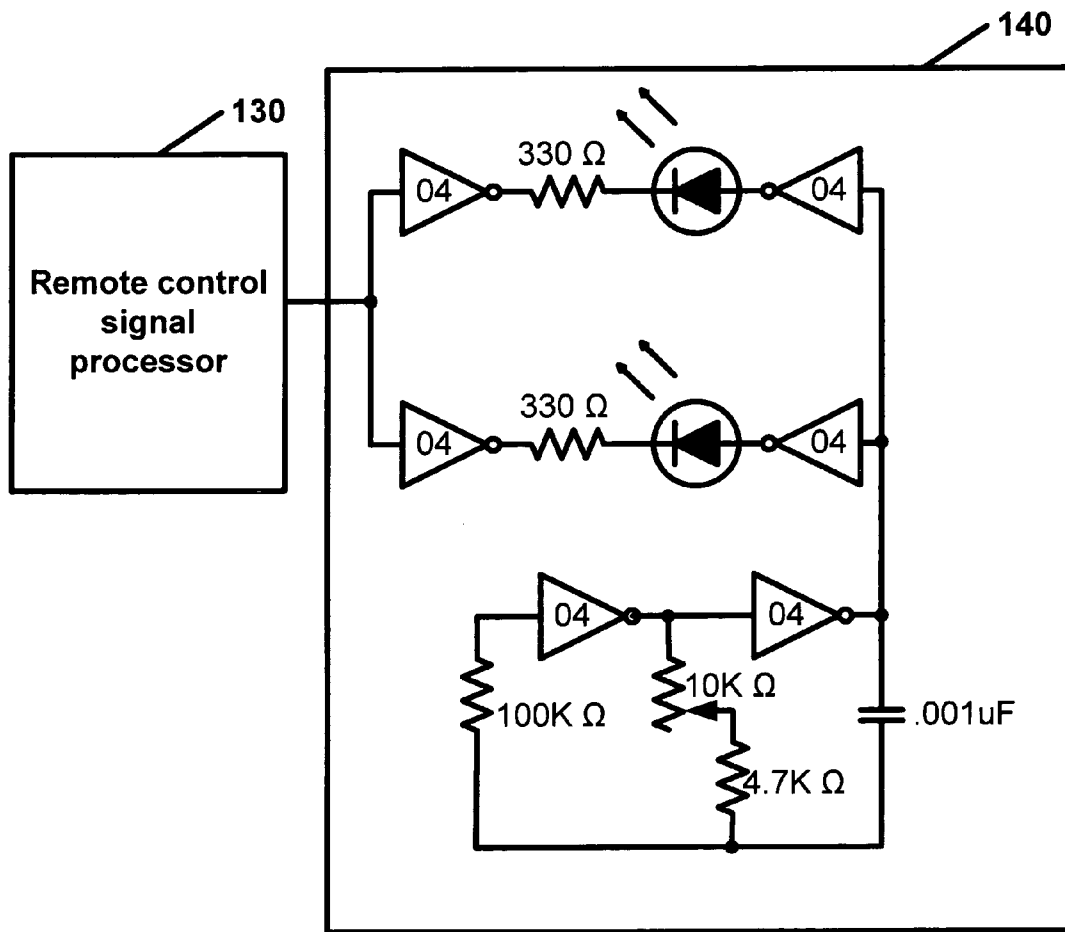 140
130
330 Ω
04
04
Remote control
signal
processor
330 Ω
04
04
04
04
10K Ω
100K Ω
.001uF
4.7K Ω